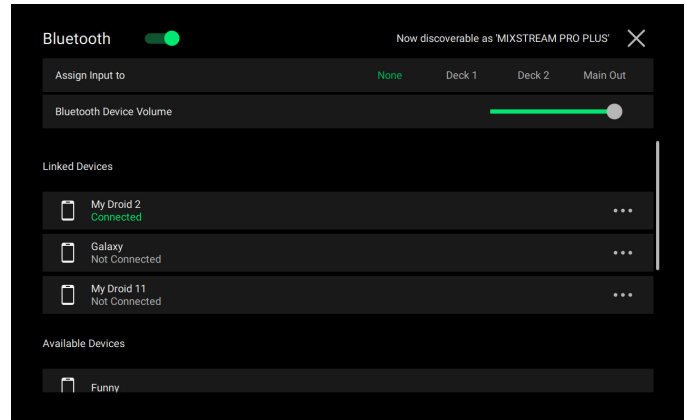 Bluetooth
Now discoverable as 'MIXSTREAM PRO PLUS'
Assign Input to None Deck 1 Deck 2 Main Out
Bluetooth Device Volume
Linked Devices
My Droid 2
Connected
Galaxy
Not Connected
My Droid 11
Not Connected
Available Devices
Funny